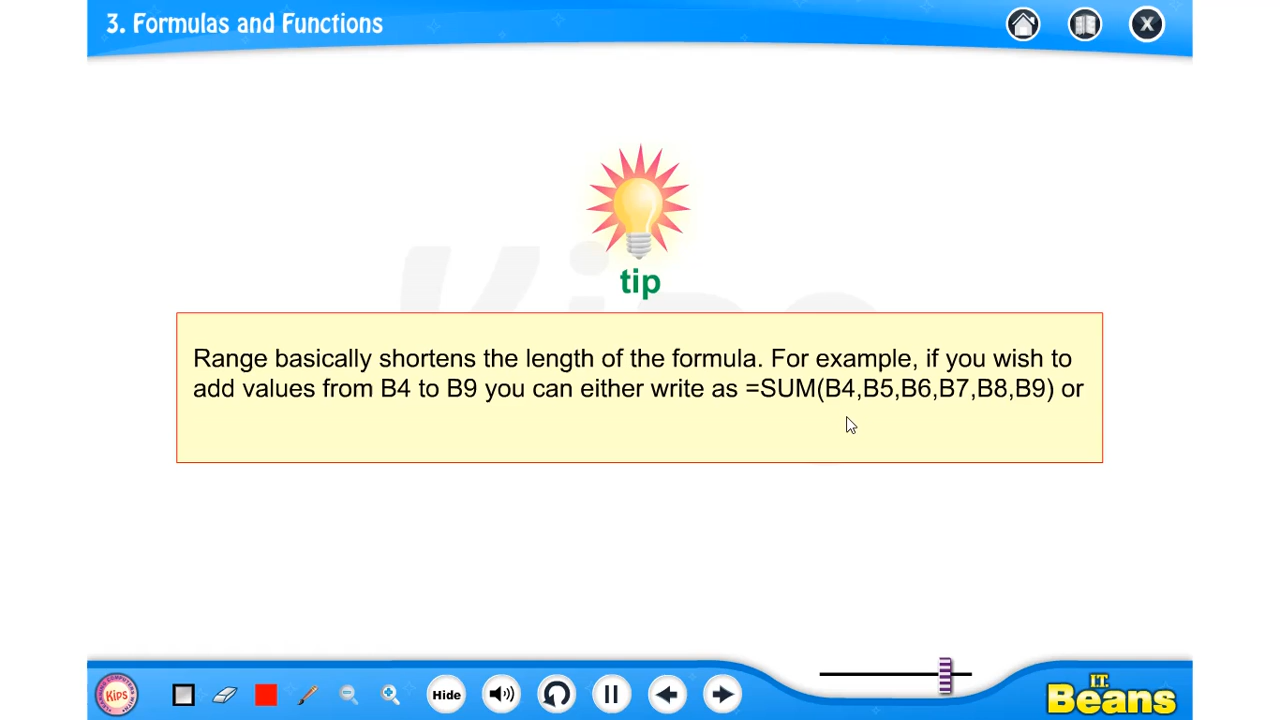 3. Formulas and Functions
tip
Range basically shortens the length of the formula. For example, if you wish to
add values from B4 to B9 you can either write as =SUM(B4,B5,B6,B7,B8,B9) or
Kips
Hide
I.T.
Beans